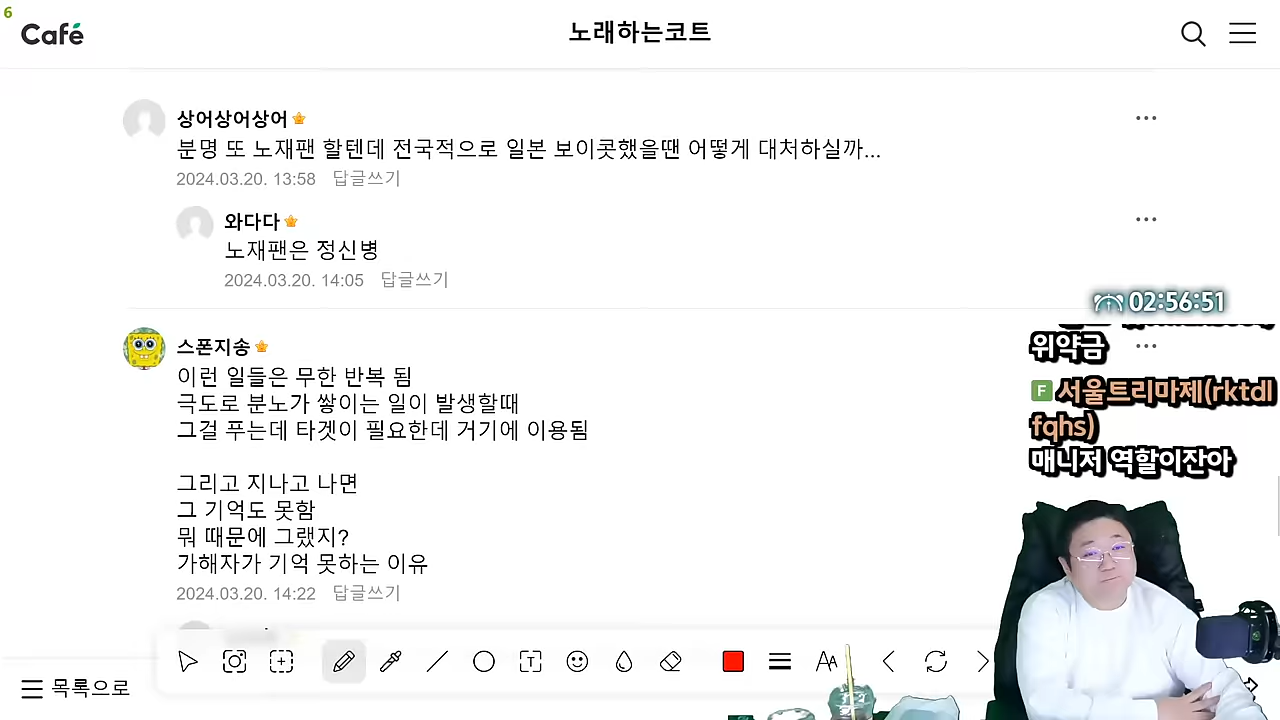 6
Café
노래하는코트
상어상어상어
분명 또 노재팬 할텐데 전국적으로 일본 보이콧했을땐 어떻게 대처하실까...
2024.03.20. 13:58 답글쓰기
와다다
노재팬은 정신병
2024.03.20. 14:05 답글쓰기
02:56:51
스폰지송
이런 일들은 무한 반복 됨
극도로 분노가 쌓이는 일이 발생할때
그걸 푸는데 타겟이 필요한데 거기에 이용됨
그리고 지나고 나면
그 기억도 못함
뭐 때문에 그랬지?
가해자가 기억 못하는 이유
2024.03.20. 14:22 답글쓰기
위약금
F 서울트리마제(rktdl
fqhs)
매니저 역할이잖아
T
AA
목록으로